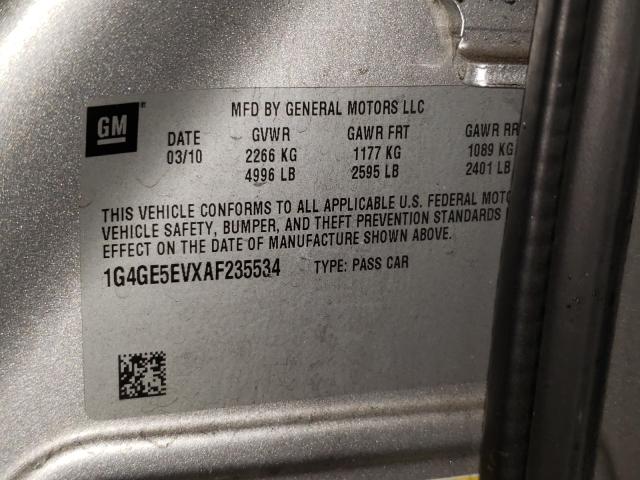 GM
MFD BY GENERAL MOTORS LLC
DATE GVWR GAWR FRT GAWR RR
03/10 2266 KG 1177 KG 1089 KG
4996 LB 2595 LB 2401 LB
THIS VEHICLE CONFORMS TO ALL APPLICABLE U.S. FEDERAL MOTO
VEHICLE SAFETY, BUMPER, AND THEFT PREVENTION STANDARDS
EFFECT ON THE DATE OF MANUFACTURE SHOWN ABOVE.
1G4GE5EVXAF235534 TYPE: PASS CAR